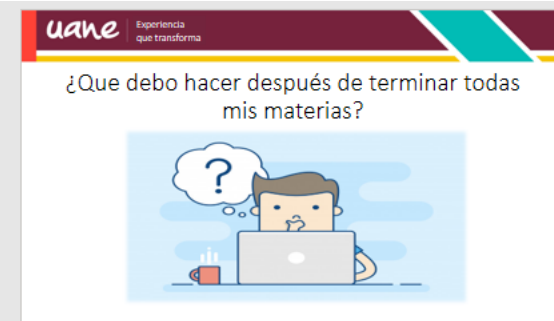 uane
Experiencia
que transforma
¿Que debo hacer después de terminar todas
mis materias?
?